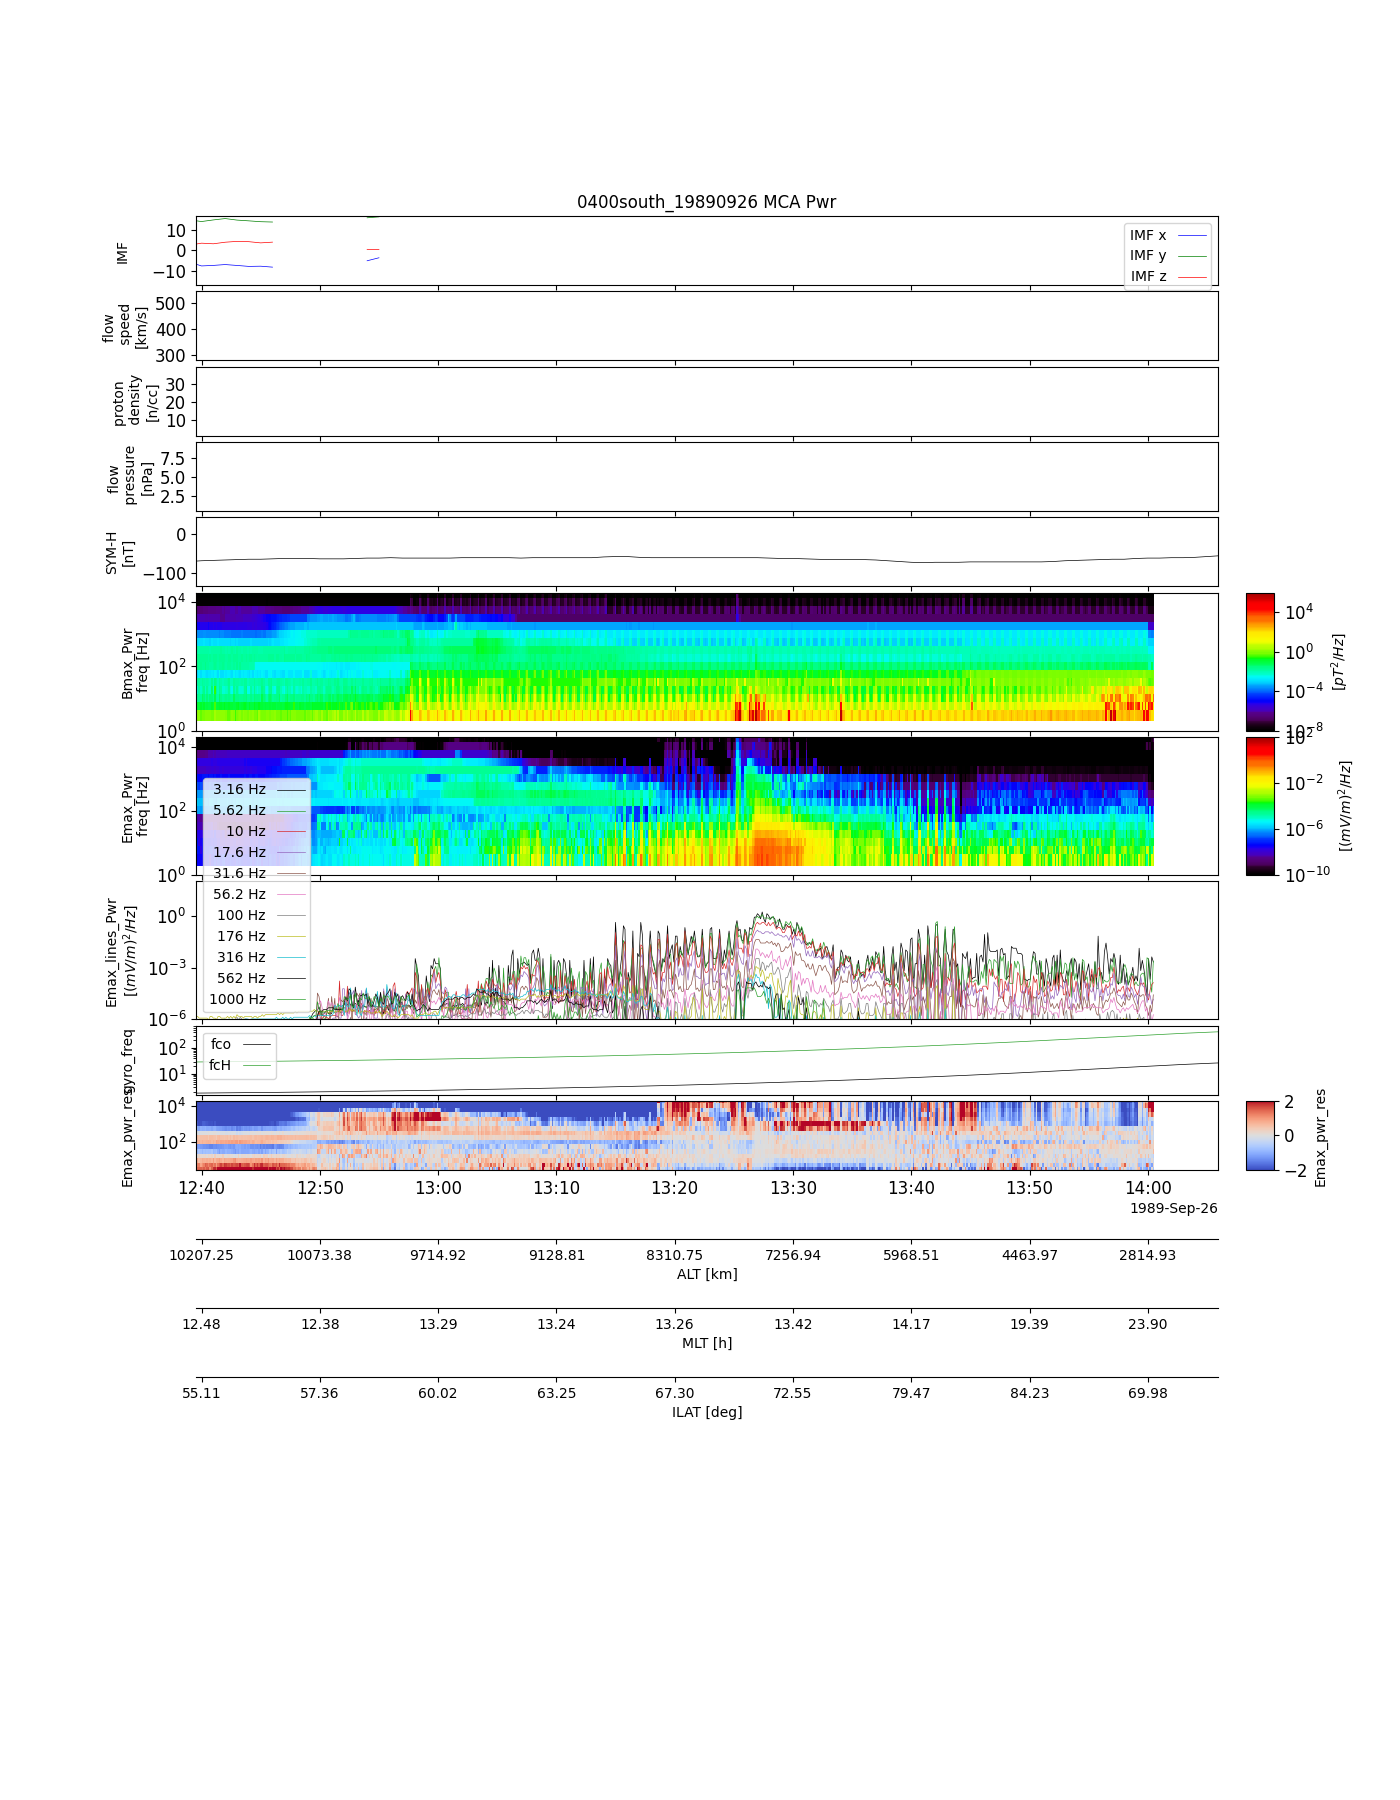 0400south_19890926 MCA Pwr
IMF
10
0
−10
IMF x
IMF y
IMF z
flow
speed
[km/s]
500
400
300
proton
density
[n/cc]
30
20
10
flow
pressure
[nPa]
7.5
5.0
2.5
SYM-H
[nT]
0
−100
Bmax_Pwr
freq [Hz]
10^4
10^2
10^0
10^4
10^0
10^−4
10^−8
[pT^2/Hz]
Emax_Pwr
freq [Hz]
10^4
10^2
10^0
10^2
10^−2
10^−6
10^−10
[(mV/m)^2/Hz]
3.16 Hz
5.62 Hz
10 Hz
17.6 Hz
31.6 Hz
56.2 Hz
100 Hz
176 Hz
316 Hz
562 Hz
1000 Hz
Emax_lines_Pwr
[(mV/m)^2/Hz]
10^0
10^−3
10^−6
gyro_freq
10^2
10^1
fco
fcH
Emax_pwr_res
10^4
10^2
2
0
−2
Emax_pwr_res
12:40 12:50 13:00 13:10 13:20 13:30 13:40 13:50 14:00
1989-Sep-26
10207.25 10073.38 9714.92 9128.81 8310.75 7256.94 5968.51 4463.97 2814.93
ALT [km]
12.48 12.38 13.29 13.24 13.26 13.42 14.17 19.39 23.90
MLT [h]
55.11 57.36 60.02 63.25 67.30 72.55 79.47 84.23 69.98
ILAT [deg]